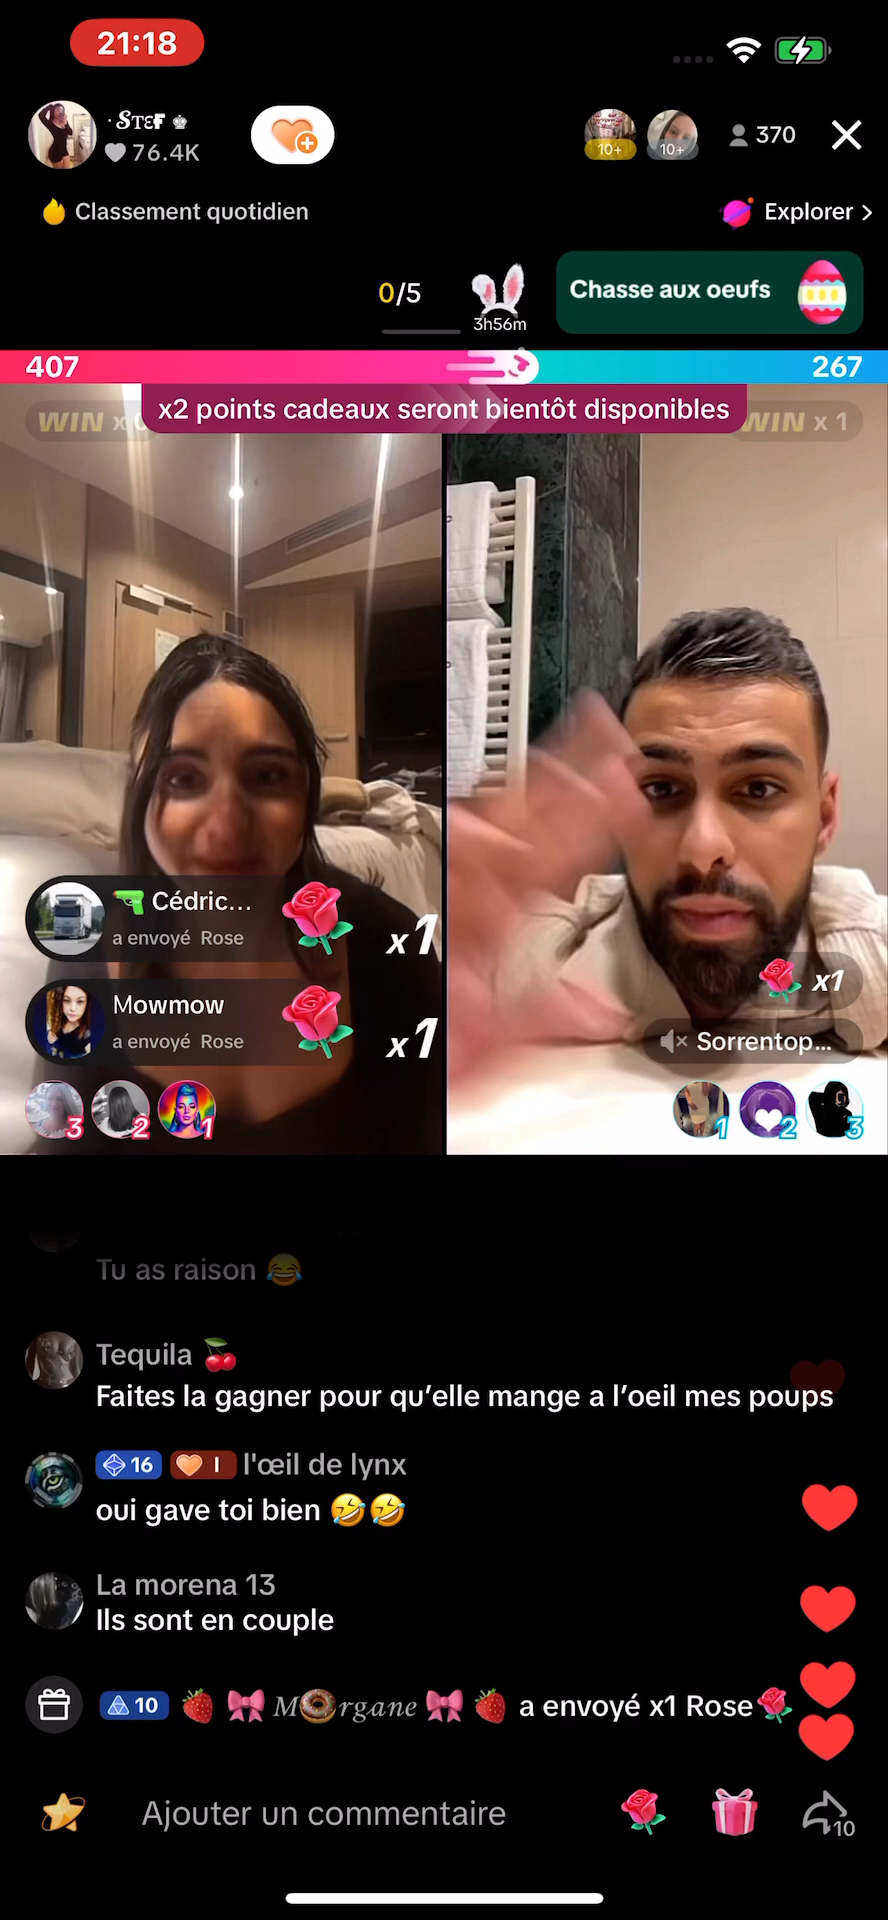 21:18
· STEF ♚
76.4K
10+
10+
370
Classement quotidien
Explorer >
0/5
3h56m
Chasse aux oeufs
407
267
x2 points cadeaux seront bientôt disponibles
WIN x
WIN x 1
🔫 Cédric...
a envoyé Rose
x1
Mowmow
a envoyé Rose
x1
x1
Sorrentop...
3
2
1
1
2
3
Tu as raison 😂
Tequila 🍒
Faites la gagner pour qu’elle mange a l’oeil mes poups
16 I l'œil de lynx
oui gave toi bien 🤣🤣
La morena 13
Ils sont en couple
10 🍓 🎀 M🍩rgane 🎀 🍓 a envoyé x1 Rose🌹
Ajouter un commentaire
10